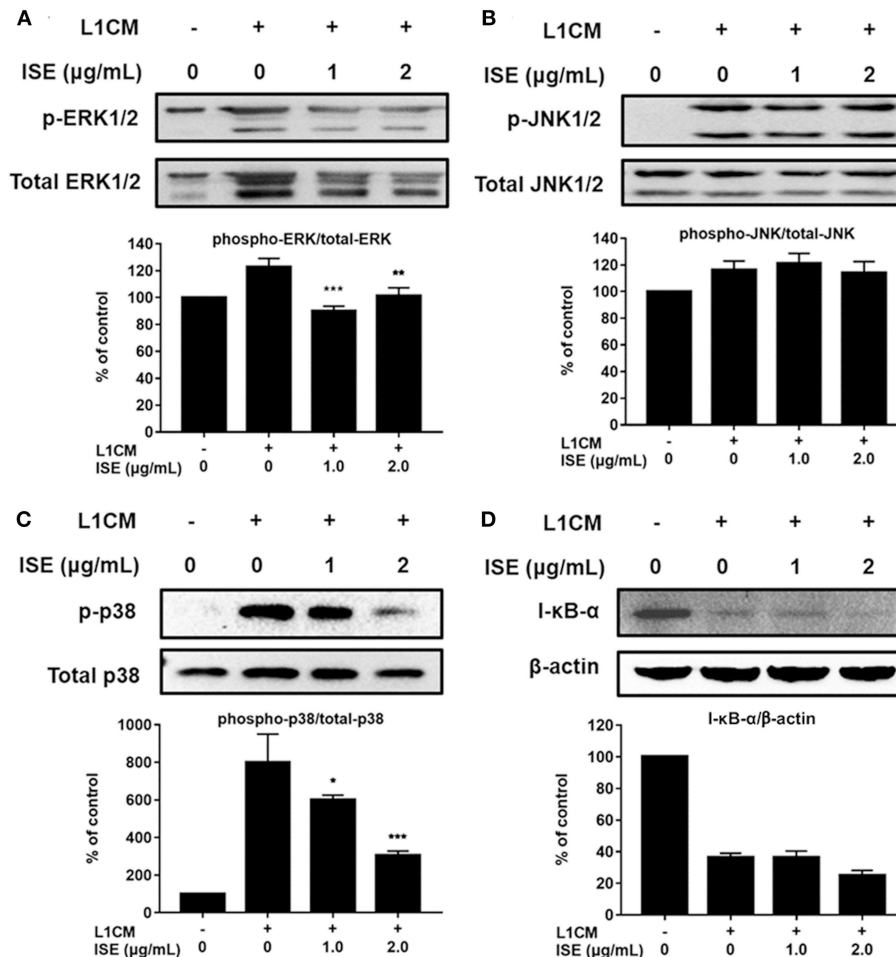 A
L1CM - + + +
ISE (µg/mL) 0 0 1 2
p-ERK1/2
Total ERK1/2
phospho-ERK/total-ERK
% of control
140
120
100
80
60
40
20
0
***
**
L1CM - + + +
ISE (µg/mL) 0 0 1.0 2.0
B
L1CM - + + +
ISE (µg/mL) 0 0 1 2
p-JNK1/2
Total JNK1/2
phospho-JNK/total-JNK
% of control
140
120
100
80
60
40
20
0
L1CM - + + +
ISE (µg/mL) 0 0 1.0 2.0
C
L1CM - + + +
ISE (µg/mL) 0 0 1 2
p-p38
Total p38
phospho-p38/total-p38
% of control
1000
800
600
400
200
0
*
***
L1CM - + + +
ISE (µg/mL) 0 0 1.0 2.0
D
L1CM - + + +
ISE (µg/mL) 0 0 1 2
I-κB-α
β-actin
I-κB-α/β-actin
% of control
120
100
80
60
40
20
0
L1CM - + + +
ISE (µg/mL) 0 0 1.0 2.0